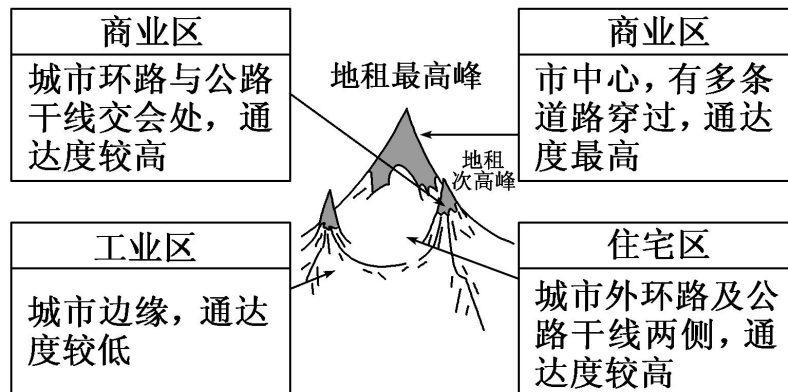 商业区
城市环路与公路
干线交会处，通
达度较高
地租最高峰
商业区
市中心，有多条
道路穿过，通达
度最高
地租
次高峰
工业区
城市边缘，通达
度较低
住宅区
城市外环路及公
路干线两侧，通
达度较高